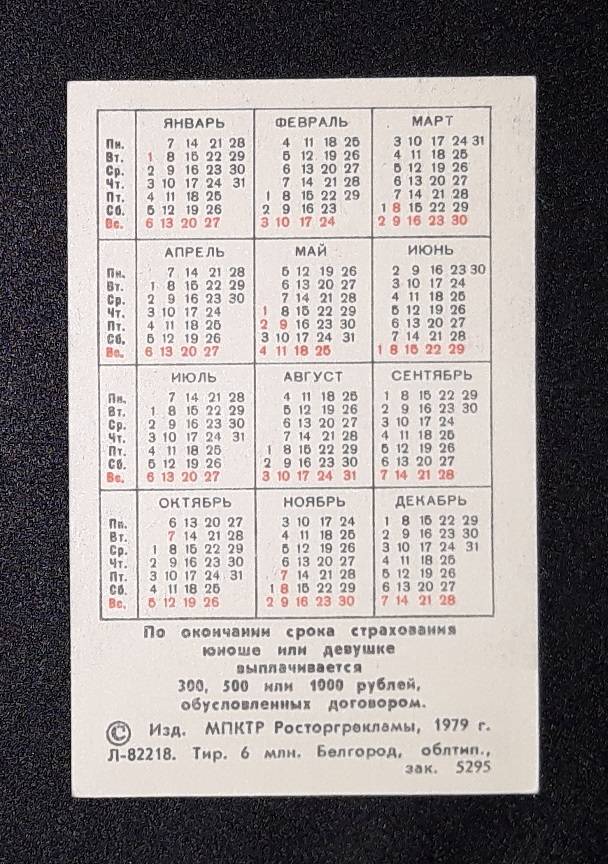 ЯНВАРЬ ФЕВРАЛЬ МАРТ
Пн. 7 14 21 28 4 11 18 25 3 10 17 24 31
Вт. 1 8 15 22 29 5 12 19 26 4 11 18 25
Ср. 2 9 16 23 30 6 13 20 27 5 12 19 26
Чт. 3 10 17 24 31 7 14 21 28 6 13 20 27
Пт. 4 11 18 25 1 8 15 22 29 7 14 21 28
Сб. 5 12 19 26 2 9 16 23 1 8 15 22 29
Вс. 6 13 20 27 3 10 17 24 2 9 16 23 30
АПРЕЛЬ МАЙ ИЮНЬ
Пн. 7 14 21 28 5 12 19 26 2 9 16 23 30
Вт. 1 8 15 22 29 6 13 20 27 3 10 17 24
Ср. 2 9 16 23 30 7 14 21 28 4 11 18 25
Чт. 3 10 17 24 1 8 15 22 29 5 12 19 26
Пт. 4 11 18 25 2 9 16 23 30 6 13 20 27
Сб. 5 12 19 26 3 10 17 24 31 7 14 21 28
Вс. 6 13 20 27 4 11 18 25 1 8 15 22 29
ИЮЛЬ АВГУСТ СЕНТЯБРЬ
Пн. 7 14 21 28 4 11 18 25 1 8 15 22 29
Вт. 1 8 15 22 29 5 12 19 26 2 9 16 23 30
Ср. 2 9 16 23 30 6 13 20 27 3 10 17 24
Чт. 3 10 17 24 31 7 14 21 28 4 11 18 25
Пт. 4 11 18 25 1 8 15 22 29 5 12 19 26
Сб. 5 12 19 26 2 9 16 23 30 6 13 20 27
Вс. 6 13 20 27 3 10 17 24 31 7 14 21 28
ОКТЯБРЬ НОЯБРЬ ДЕКАБРЬ
Пн. 6 13 20 27 3 10 17 24 1 8 15 22 29
Вт. 7 14 21 28 4 11 18 25 2 9 16 23 30
Ср. 1 8 15 22 29 5 12 19 26 3 10 17 24 31
Чт. 2 9 16 23 30 6 13 20 27 4 11 18 25
Пт. 3 10 17 24 31 7 14 21 28 5 12 19 26
Сб. 4 11 18 25 1 8 15 22 29 6 13 20 27
Вс. 5 12 19 26 2 9 16 23 30 7 14 21 28
По окончании срока страхования
юноше или девушке
выплачивается
300, 500 или 1000 рублей,
обусловленных договором.
© Изд. МПКТР Росторгрекламы, 1979 г.
Л-82218. Тир. 6 млн. Белгород, облтип.,
зак. 5295